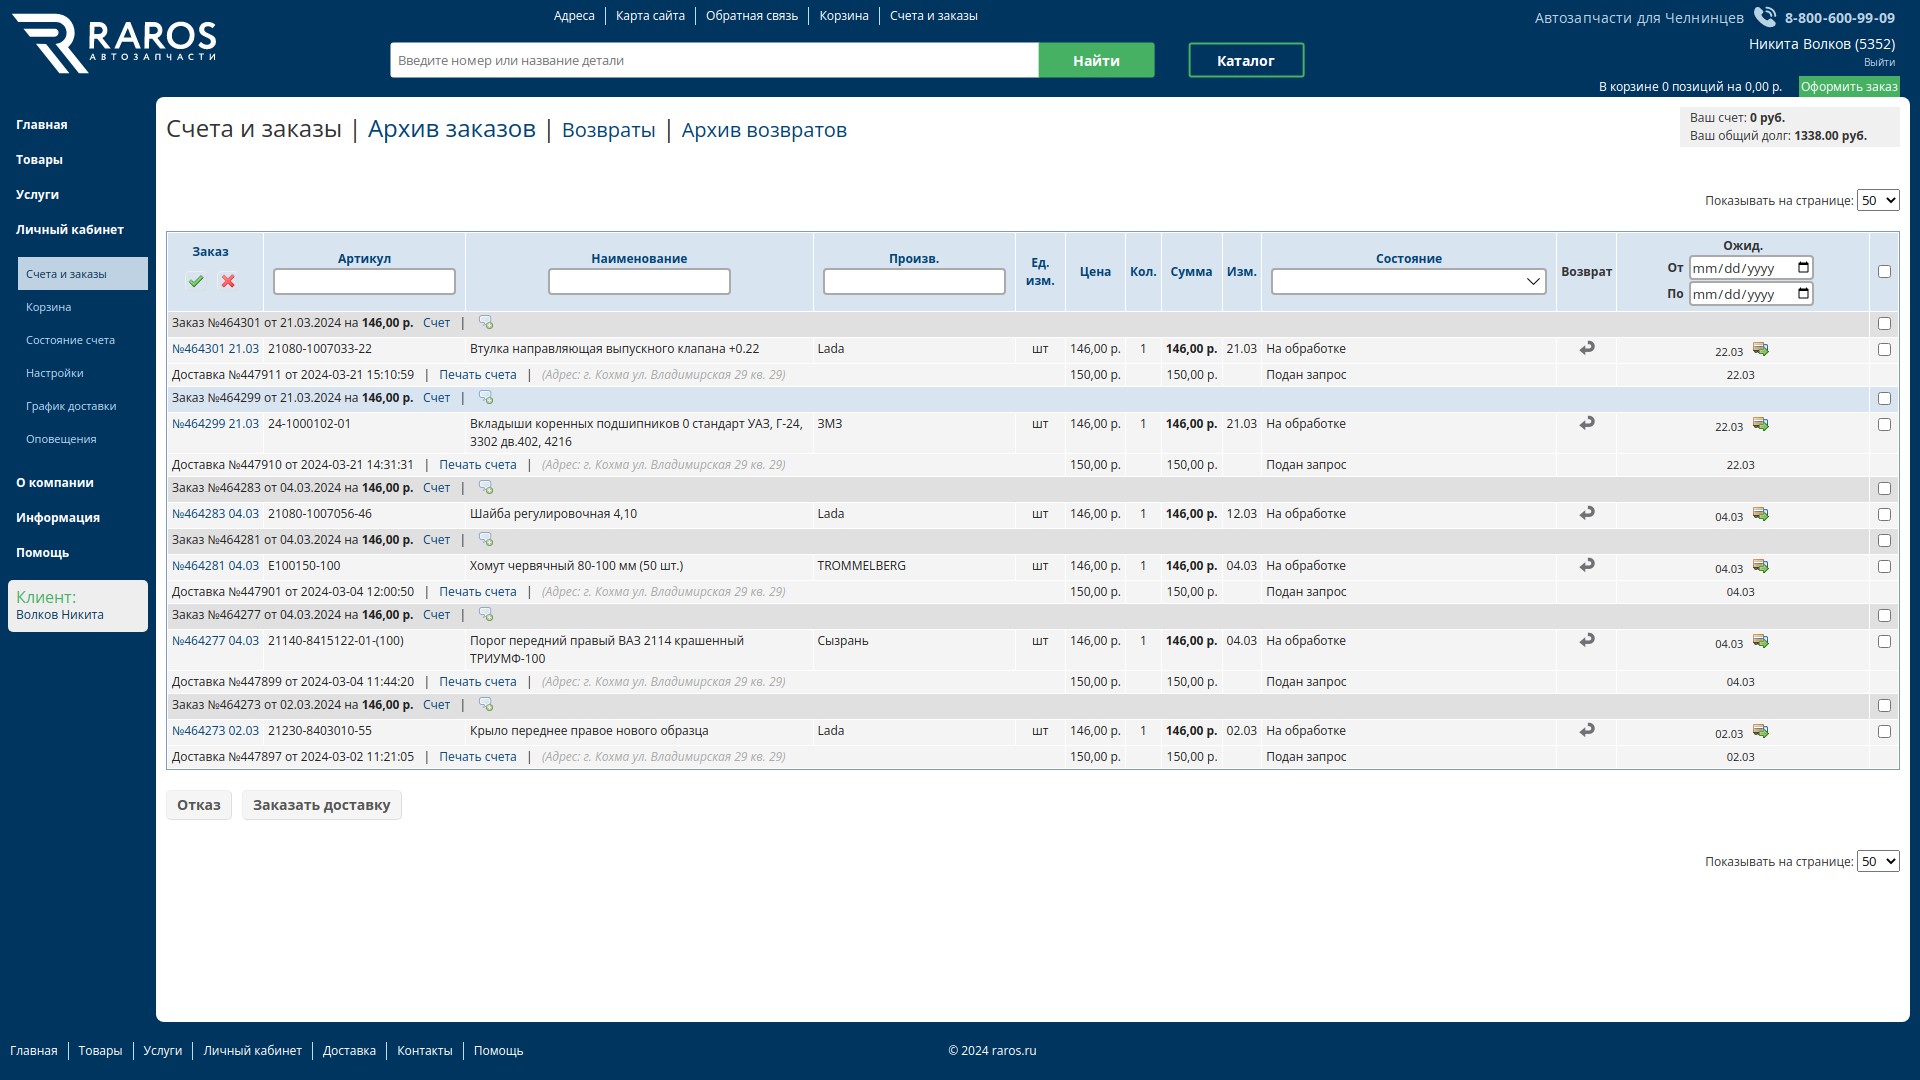 RAROS
АВТОЗАПЧАСТИ
Адреса
Карта сайта
Обратная связь
Корзина
Счета и заказы
Введите номер или название детали
Найти
Каталог
Автозапчасти для Челнинцев
8-800-600-99-09
Никита Волков (5352)
Выйти
В корзине 0 позиций на 0,00 р.
Оформить заказ
Главная
Товары
Услуги
Личный кабинет
Счета и заказы
Корзина
Состояние счета
Настройки
График доставки
Оповещения
О компании
Информация
Помощь
Клиент:
Волков Никита
Счета и заказы | Архив заказов | Возвраты | Архив возвратов
Ваш счет: 0 руб.
Ваш общий долг: 1338.00 руб.
Показывать на странице: 50
Заказ Артикул Наименование Произв. Ед. изм. Цена Кол. Сумма Изм. Состояние Возврат Ожид.
От mm/dd/yyyy
По mm/dd/yyyy
Заказ №464301 от 21.03.2024 на 146,00 р. Счет |
№464301 21.03 21080-1007033-22 Втулка направляющая выпускного клапана +0.22 Lada шт 146,00 р. 1 146,00 р. 21.03 На обработке 22.03
Доставка №447911 от 2024-03-21 15:10:59 | Печать счета | (Адрес: г. Кохма ул. Владимирская 29 кв. 29) 150,00 р. 150,00 р. Подан запрос 22.03
Заказ №464299 от 21.03.2024 на 146,00 р. Счет |
№464299 21.03 24-1000102-01 Вкладыши коренных подшипников 0 стандарт УАЗ, Г-24, 3302 дв.402, 4216 ЗМЗ шт 146,00 р. 1 146,00 р. 21.03 На обработке 22.03
Доставка №447910 от 2024-03-21 14:31:31 | Печать счета | (Адрес: г. Кохма ул. Владимирская 29 кв. 29) 150,00 р. 150,00 р. Подан запрос 22.03
Заказ №464283 от 04.03.2024 на 146,00 р. Счет |
№464283 04.03 21080-1007056-46 Шайба регулировочная 4,10 Lada шт 146,00 р. 1 146,00 р. 12.03 На обработке 04.03
Заказ №464281 от 04.03.2024 на 146,00 р. Счет |
№464281 04.03 E100150-100 Хомут червячный 80-100 мм (50 шт.) TROMMELBERG шт 146,00 р. 1 146,00 р. 04.03 На обработке 04.03
Доставка №447901 от 2024-03-04 12:00:50 | Печать счета | (Адрес: г. Кохма ул. Владимирская 29 кв. 29) 150,00 р. 150,00 р. Подан запрос 04.03
Заказ №464277 от 04.03.2024 на 146,00 р. Счет |
№464277 04.03 21140-8415122-01-(100) Порог передний правый ВАЗ 2114 крашенный ТРИУМФ-100 Сызрань шт 146,00 р. 1 146,00 р. 04.03 На обработке 04.03
Доставка №447899 от 2024-03-04 11:44:20 | Печать счета | (Адрес: г. Кохма ул. Владимирская 29 кв. 29) 150,00 р. 150,00 р. Подан запрос 04.03
Заказ №464273 от 02.03.2024 на 146,00 р. Счет |
№464273 02.03 21230-8403010-55 Крыло переднее правое нового образца Lada шт 146,00 р. 1 146,00 р. 02.03 На обработке 02.03
Доставка №447897 от 2024-03-02 11:21:05 | Печать счета | (Адрес: г. Кохма ул. Владимирская 29 кв. 29) 150,00 р. 150,00 р. Подан запрос 02.03
Отказ
Заказать доставку
Показывать на странице: 50
Главная
Товары
Услуги
Личный кабинет
Доставка
Контакты
Помощь
© 2024 raros.ru